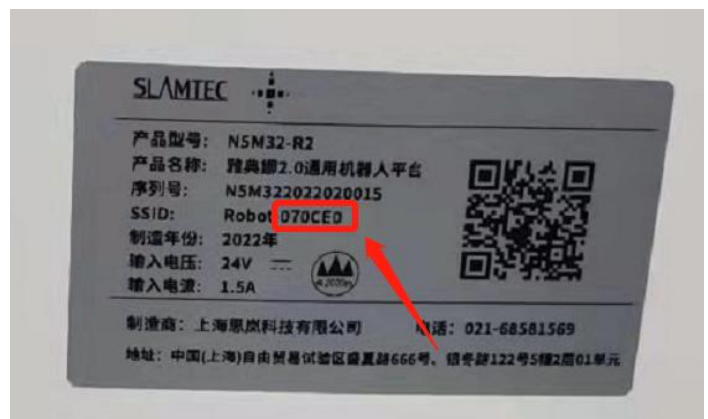 SLAMTEC
产品型号: N5M32-R2
产品名称: 雅典娜2.0通用机器人平台
序列号: N5M322022020015
SSID: Robot-070CE0
制造年份: 2022年
输入电压: 24V
输入电流: 1.5A
制造商: 上海思岚科技有限公司 电话: 021-68581569
地址: 中国(上海)自由贸易试验区盛夏路666号、银冬路122号5幢2层01单元